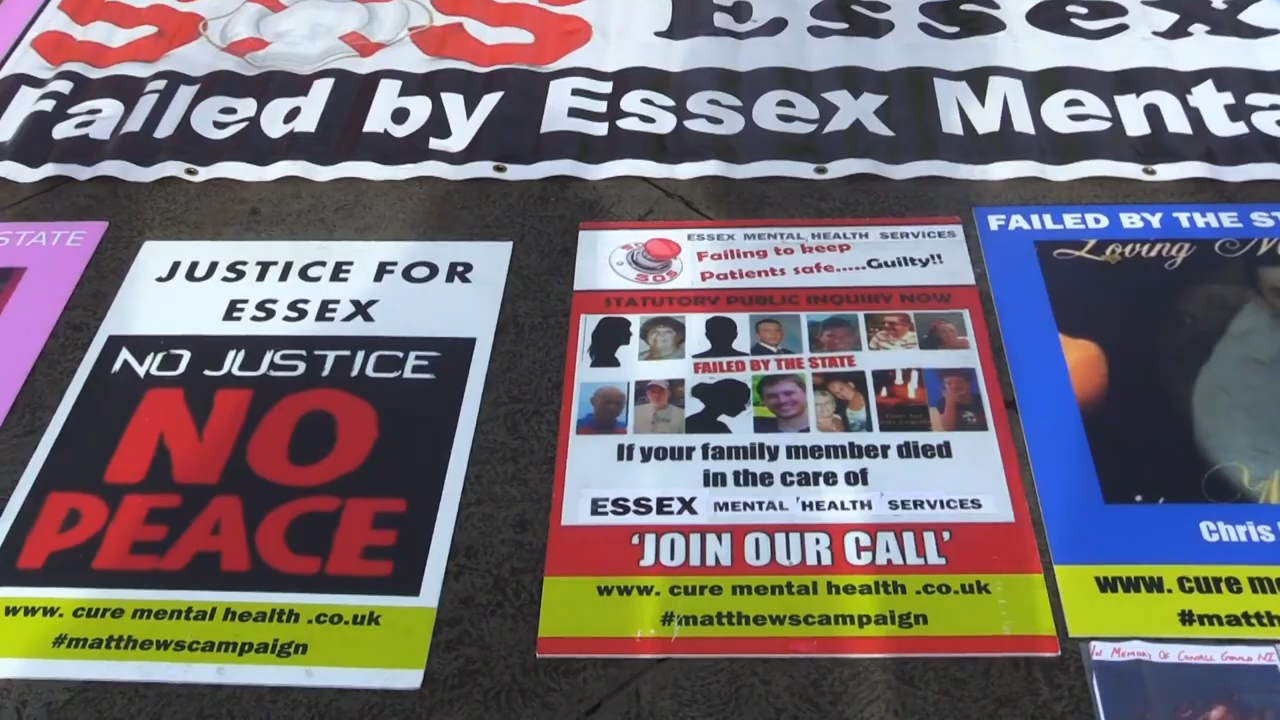 SOS Essex
Failed by Essex Menta
STATE
JUSTICE FOR
ESSEX
NO JUSTICE
NO
PEACE
www. cure mental health .co.uk
#matthewscampaign
SOS
ESSEX MENTAL HEALTH SERVICES
Failing to keep
Patients safe.....Guilty!!
STATUTORY PUBLIC INQUIRY NOW
FAILED BY THE STATE
If your family member died
in the care of
ESSEX MENTAL 'HEALTH' SERVICES
'JOIN OUR CALL'
www. cure mental health .co.uk
#matthewscampaign
FAILED BY THE ST
Loving M
Chris
www. cure me
#matth
IN MEMORY OF